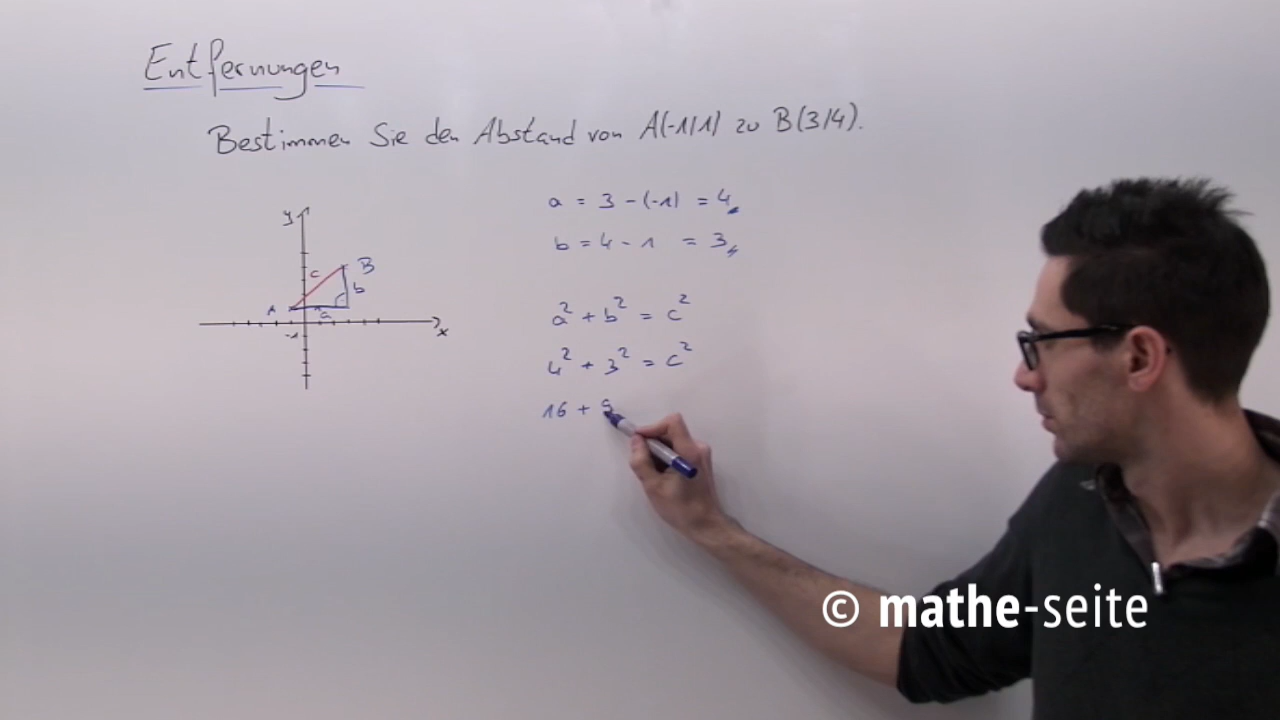 Entfernungen
Bestimmen Sie den Abstand von A(-1/1) zu B(3/4).
y
B
c
b
A
a
-1
x
a = 3 - (-1) = 4
b = 4 - 1 = 3
a² + b² = c²
4² + 3² = c²
16 + 9
© mathe-seite